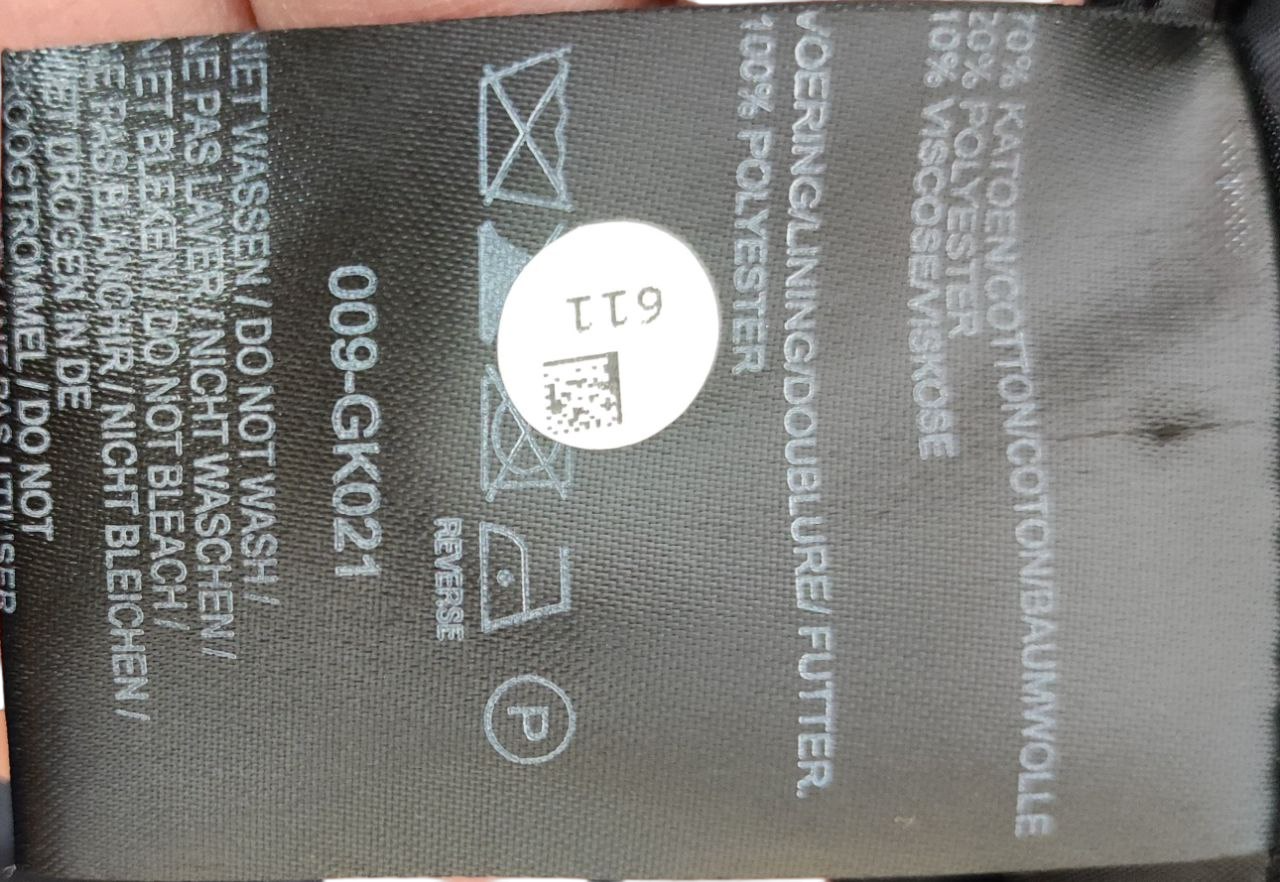 70% KATOEN/COTTON/COTON/BAUMWOLLE
20% POLYESTER
10% VISCOSE/VISKOSE
VOERING/LINING/DOUBLURE/ FUTTER.
100% POLYESTER
611
P
REVERSE
009-GK021
NIET WASSEN / DO NOT WASH /
NE PAS LAVER / NICHT WASCHEN /
NIET BLEKEN / DO NOT BLEACH /
NE PAS BLANCHIR / NICHT BLEICHEN /
NIET DROGEN IN DE
DROOGTROMMEL / DO NOT